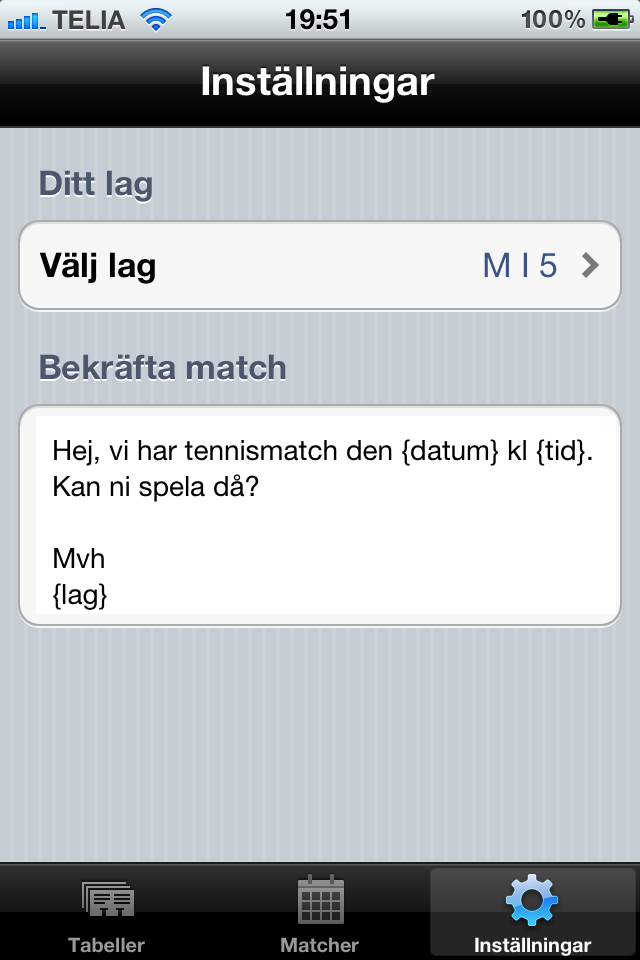 TELIA 19:51 100%
Inställningar
Ditt lag
Välj lag M I 5
Bekräfta match
Hej, vi har tennismatch den {datum} kl {tid}.
Kan ni spela då?
Mvh
{lag}
Tabeller Matcher Inställningar